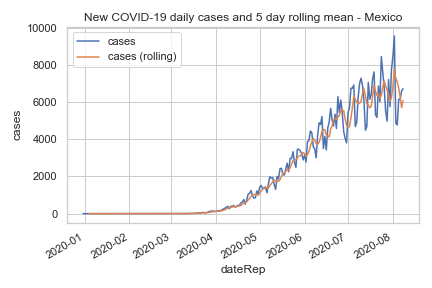 New COVID-19 daily cases and 5 day rolling mean - Mexico
10000
8000
6000
4000
2000
0
cases
cases
cases (rolling)
2020-01
2020-02
2020-03
2020-04
2020-05
2020-06
2020-07
2020-08
dateRep